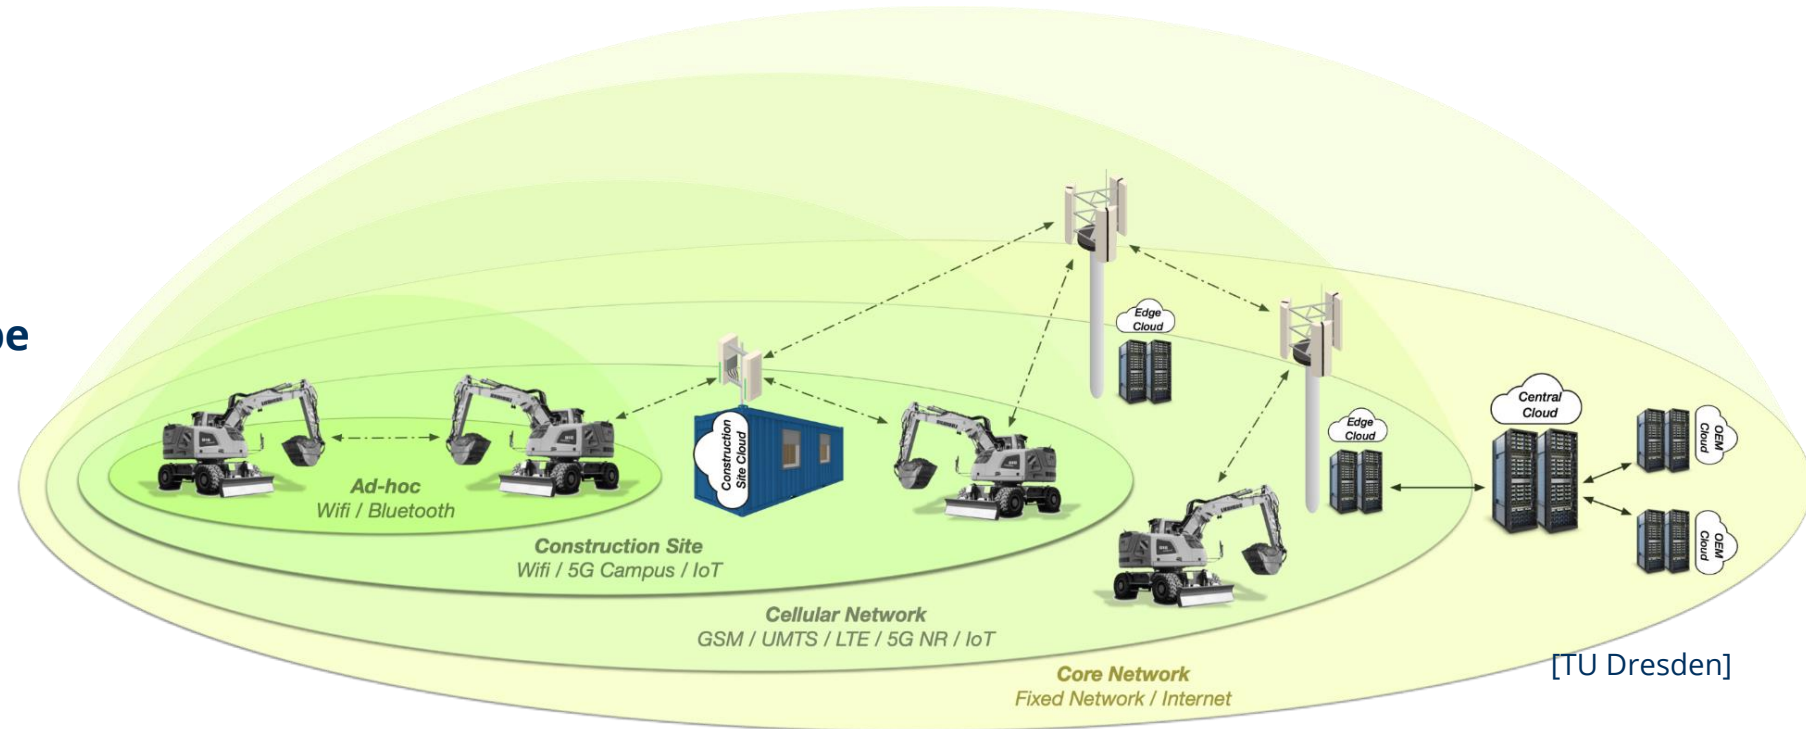 Edge
Cloud
Edge
Cloud
Central
Cloud
OEM
Cloud
OEM
Cloud
Construction
Site Cloud
Ad-hoc
Wifi / Bluetooth
Construction Site
Wifi / 5G Campus / IoT
Cellular Network
GSM / UMTS / LTE / 5G NR / IoT
Core Network
Fixed Network / Internet
[TU Dresden]